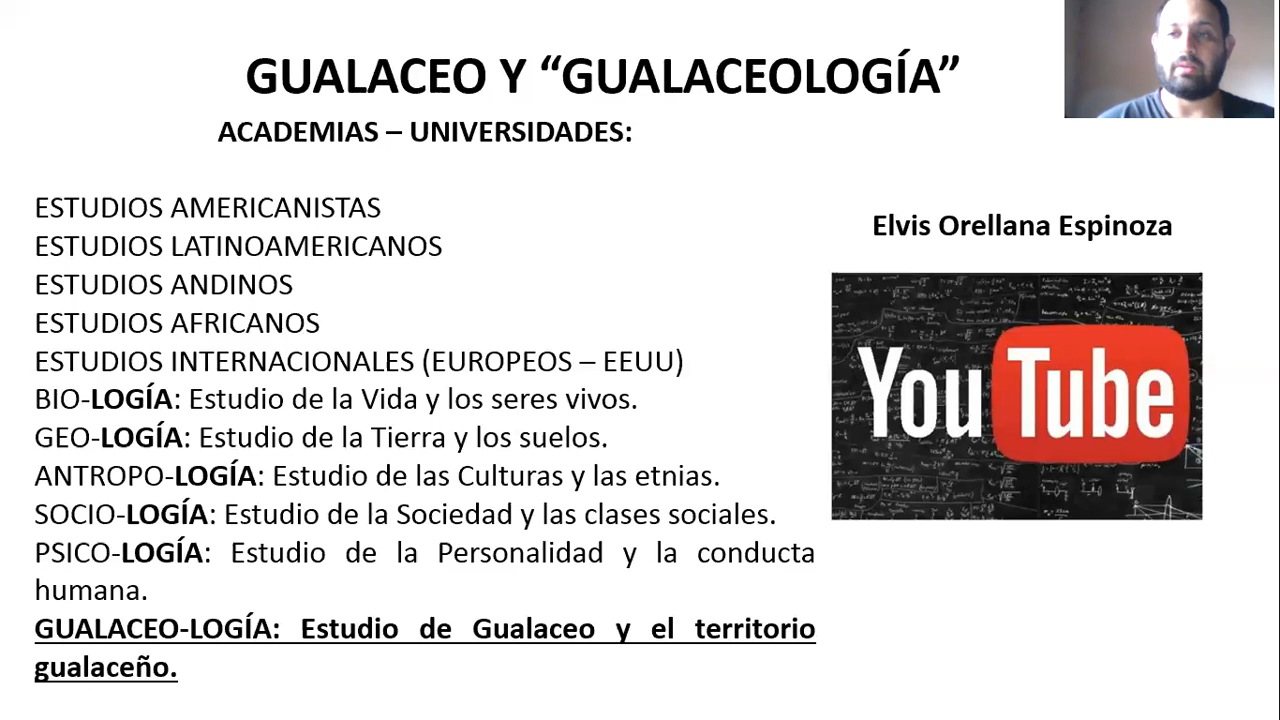 GUALACEO Y “GUALACEOLOGÍA”
ACADEMIAS – UNIVERSIDADES:
ESTUDIOS AMERICANISTAS
ESTUDIOS LATINOAMERICANOS
ESTUDIOS ANDINOS
ESTUDIOS AFRICANOS
ESTUDIOS INTERNACIONALES (EUROPEOS – EEUU)
BIO-LOGÍA: Estudio de la Vida y los seres vivos.
GEO-LOGÍA: Estudio de la Tierra y los suelos.
ANTROPO-LOGÍA: Estudio de las Culturas y las etnias.
SOCIO-LOGÍA: Estudio de la Sociedad y las clases sociales.
PSICO-LOGÍA: Estudio de la Personalidad y la conducta
humana.
GUALACEO-LOGÍA: Estudio de Gualaceo y el territorio
gualaceño.
Elvis Orellana Espinoza
YouTube